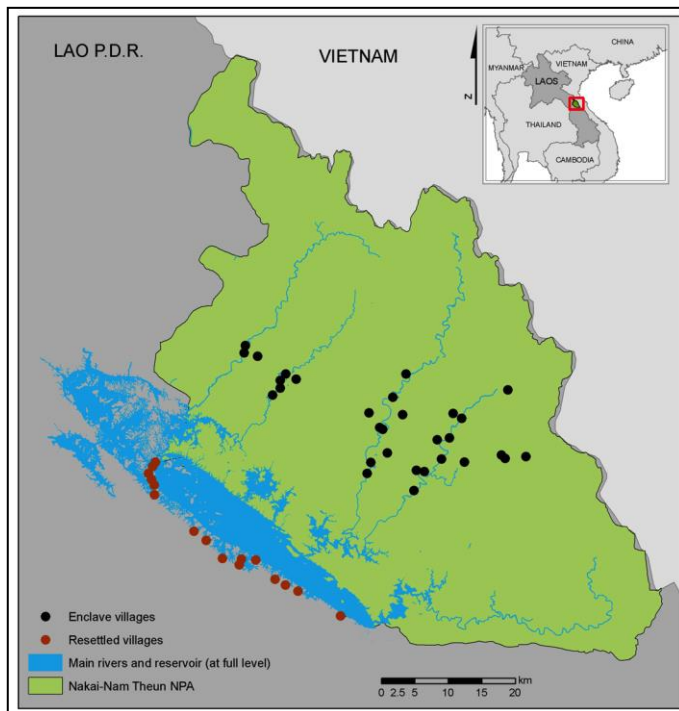 LAO P.D.R.
VIETNAM
N
CHINA
MYANMAR
VIETNAM
LAOS
THAILAND
CAMBODIA
Enclave villages
Resettled villages
Main rivers and reservoir (at full level)
Nakai-Nam Theun NPA
km
0 2.5 5 10 15 20